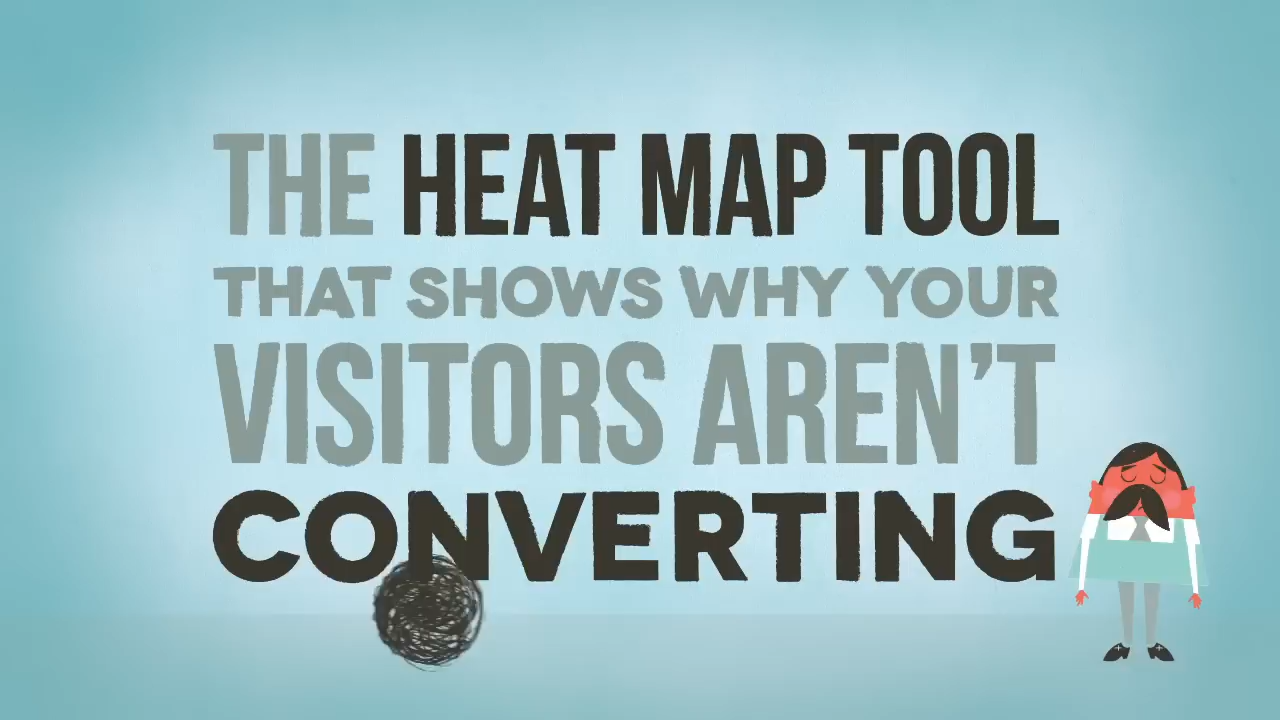 THE HEAT MAP TOOL
THAT SHOWS WHY YOUR
VISITORS AREN'T
CONVERTING